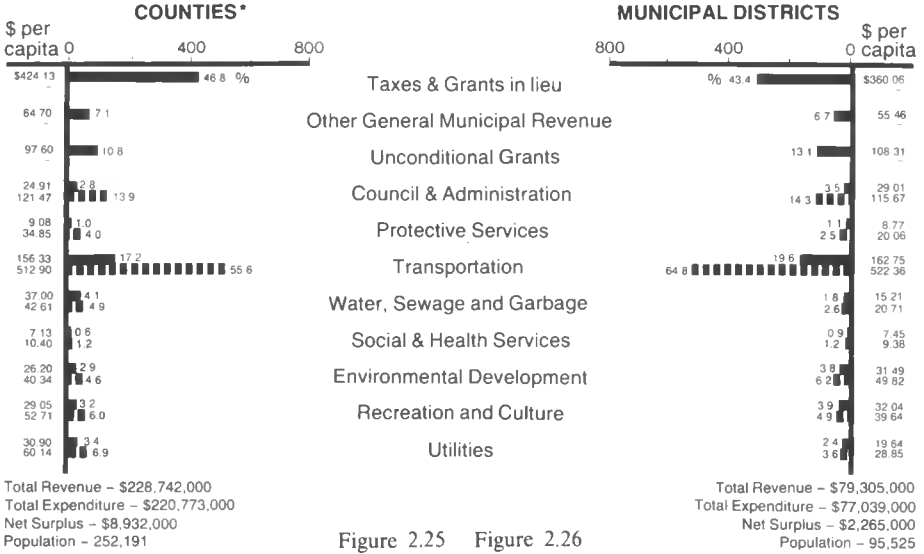 COUNTIES*
$ per
capita
0 400 800
$424 13 46.8 %
–
64 70 7.1
–
97 60 10.8
–
24.91 2.8
121 47 13.9
9 08 1.0
34.85 4.0
156 33 17.2
512 90 55 6
37.00 4.1
42 61 4.9
7 13 0 6
10.40 1.2
26 20 2 9
40 34 4 6
29 05 3 2
52 71 6.0
30 90 3 4
60 14 6.9
Total Revenue – $228,742,000
Total Expenditure – $220,773,000
Net Surplus – $8,932,000
Population – 252,191
Taxes & Grants in lieu
Other General Municipal Revenue
Unconditional Grants
Council & Administration
Protective Services
Transportation
Water, Sewage and Garbage
Social & Health Services
Environmental Development
Recreation and Culture
Utilities
MUNICIPAL DISTRICTS
$ per
capita
800 400 0
% 43.4 $360 06
–
6 7 55 46
–
13 1 108 31
–
3 5 29 01
14 3 115 67
1 1 8.77
2 5 20 06
19 6 162 75
64 8 522 36
1 8 15 21
2.6 20 71
0 9 7.45
1 2 9.38
3 8 31 49
6 2 49 82
3 9 32 04
4 9 39 64
2 4 19 64
3 6 28.85
Total Revenue – $79,305,000
Total Expenditure – $77,039,000
Net Surplus – $2,265,000
Population – 95,525
Figure 2.25 Figure 2.26